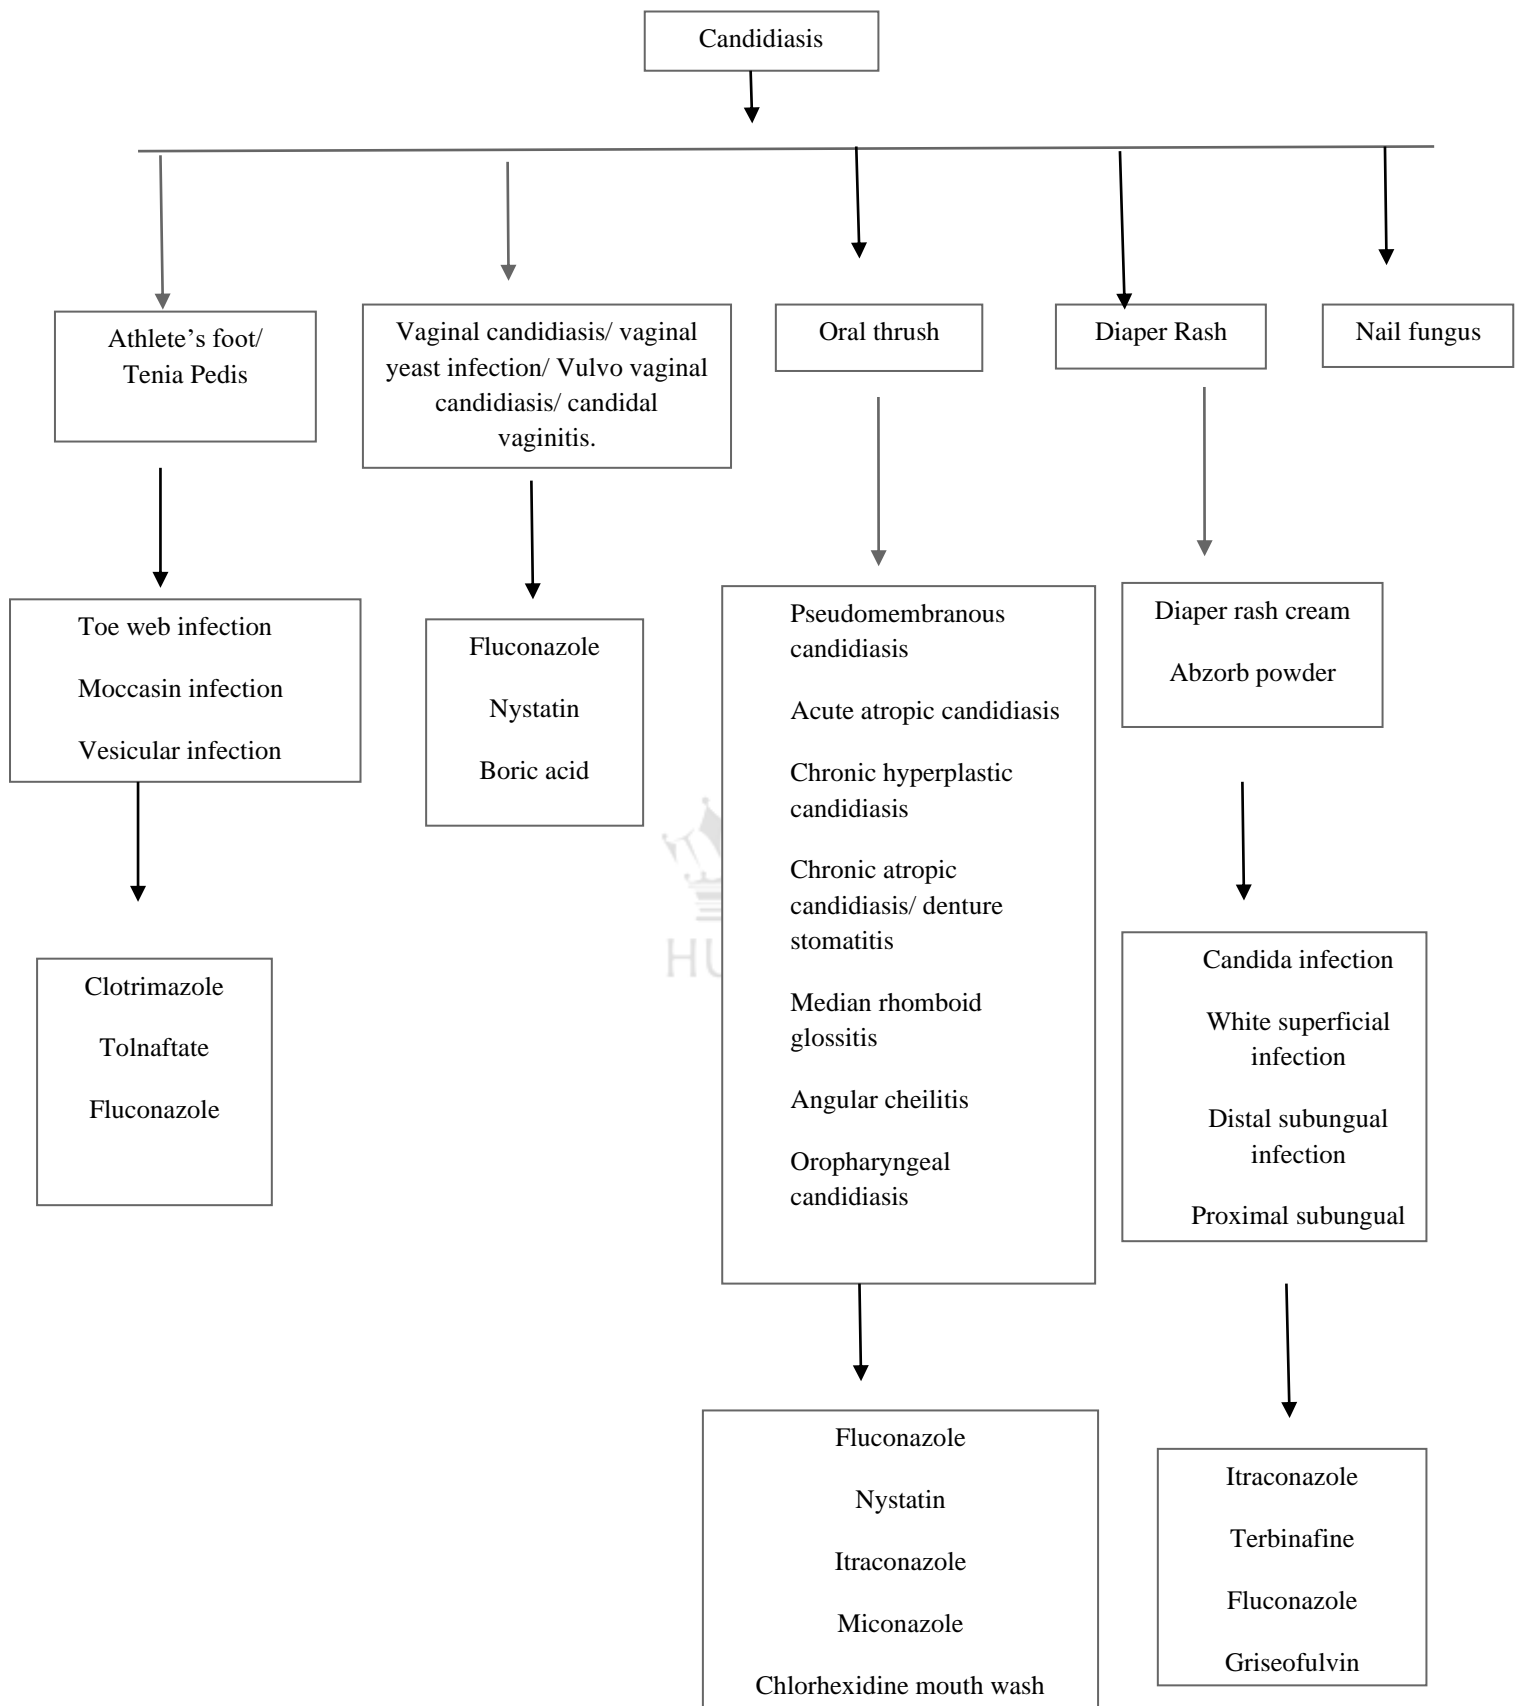 Candidiasis
Athlete’s foot/
Tenia Pedis
Vaginal candidiasis/ vaginal
yeast infection/ Vulvo vaginal
candidiasis/ candidal
vaginitis.
Oral thrush
Diaper Rash
Nail fungus
Toe web infection
Moccasin infection
Vesicular infection
Fluconazole
Nystatin
Boric acid
Pseudomembranous
candidiasis
Acute atropic candidiasis
Chronic hyperplastic
candidiasis
Chronic atropic
candidiasis/ denture
stomatitis
Median rhomboid
glossitis
Angular cheilitis
Oropharyngeal
candidiasis
Diaper rash cream
Abzorb powder
HU
Clotrimazole
Tolnaftate
Fluconazole
Candida infection
White superficial
infection
Distal subungual
infection
Proximal subungual
Fluconazole
Nystatin
Itraconazole
Miconazole
Chlorhexidine mouth wash
Itraconazole
Terbinafine
Fluconazole
Griseofulvin